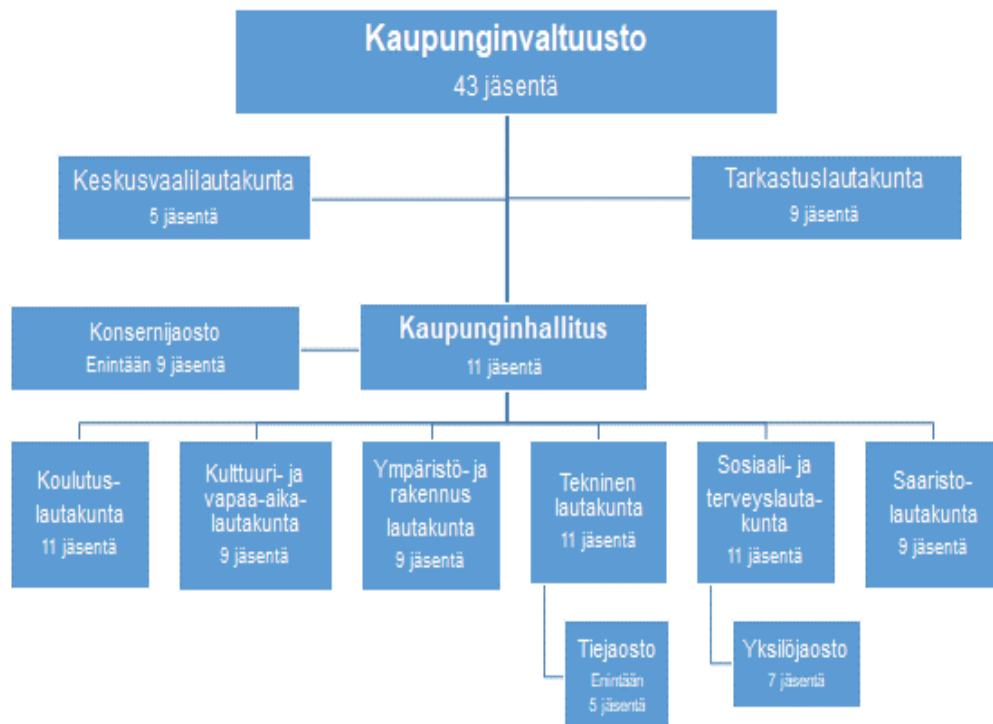 Kaupunginvaltuusto
43 jäsentä
Keskusvaalilautakunta
5 jäsentä
Tarkastuslautakunta
9 jäsentä
Konsernijaosto
Enintään 9 jäsentä
Kaupunginhallitus
11 jäsentä
Koulutus-
lautakunta
11 jäsentä
Kulttuuri- ja
vapaa-aika-
lautakunta
9 jäsentä
Ympäristö- ja
rakennus
lautakunta
9 jäsentä
Tekninen
lautakunta
11 jäsentä
Sosiaali- ja
terveyslauta-
kunta
11 jäsentä
Saaristo-
lautakunta
9 jäsentä
Tiejaosto
Enintään
5 jäsentä
Yksilöjaosto
7 jäsentä